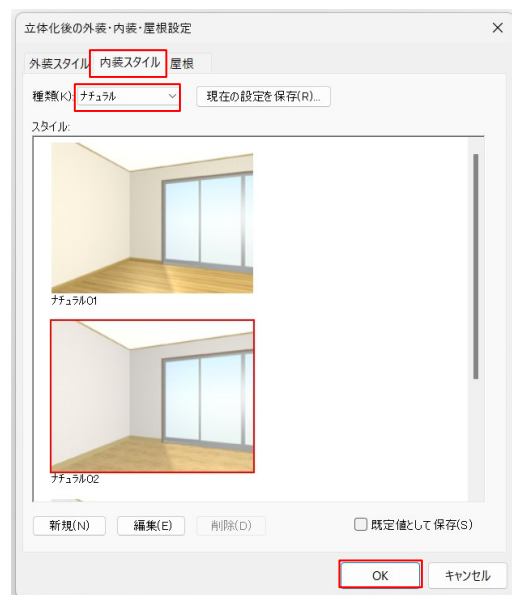 立体化後の外装・内装・屋根設定
外装スタイル 内装スタイル 屋根
種類(K): ナチュラル 現在の設定を保存(R)...
スタイル:
ナチュラル01
ナチュラル02
新規(N) 編集(E) 削除(D) 既定値として保存(S)
OK キャンセル